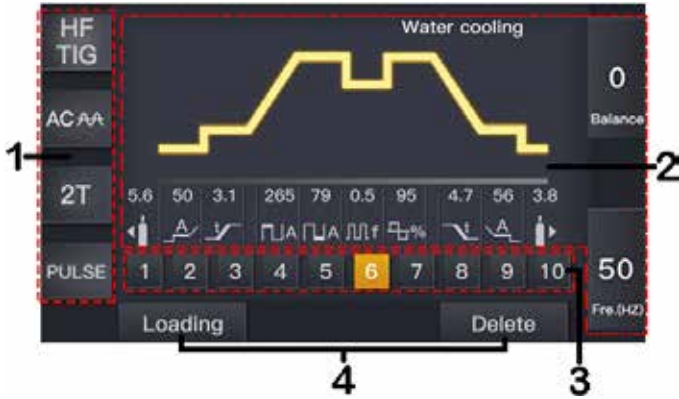 HF
TIG
Water cooling
0
Balance
AC
1
2
2T
5.6 50 3.1 265 79 0.5 95 4.7 56 3.8
A t A A f % t A
PULSE
1 2 3 4 5 6 7 8 9 10
50
Fre.(HZ)
Loading
Delete
4
3